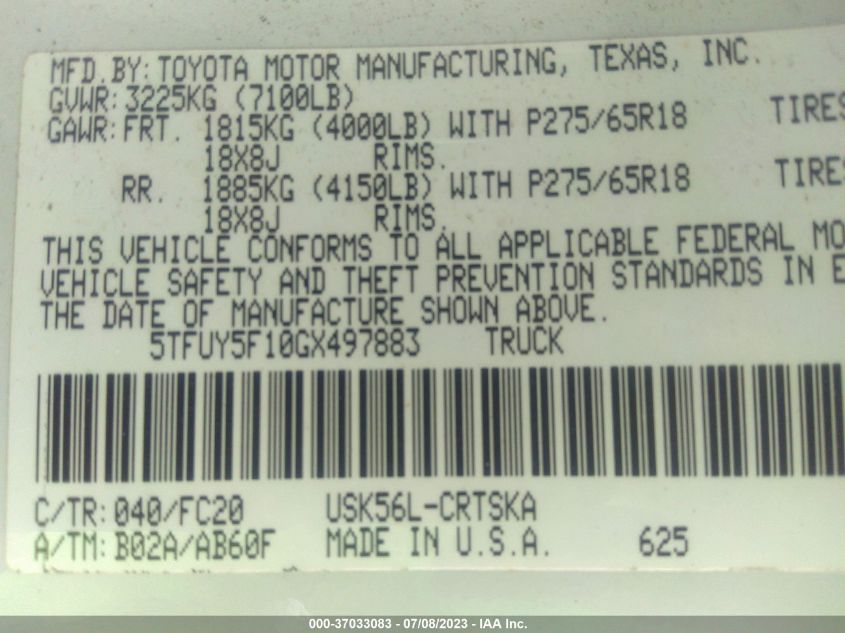 MFD.BY: TOYOTA MOTOR MANUFACTURING, TEXAS, INC.
GVWR: 3225KG (7100LB)
GAWR: FRT. 1815KG (4000LB) WITH P275/65R18 TIRES
18X8J RIMS.
RR. 1885KG (4150LB) WITH P275/65R18 TIRES
18X8J RIMS.
THIS VEHICLE CONFORMS TO ALL APPLICABLE FEDERAL MO
VEHICLE SAFETY AND THEFT PREVENTION STANDARDS IN E
THE DATE OF MANUFACTURE SHOWN ABOVE.
5TFUY5F10GX497883 TRUCK
C/TR: 040/FC20 USK56L-CRTSKA
A/TM: B02A/AB60F MADE IN U.S.A. 625
000-37033083 - 07/08/2023 - IAA Inc.